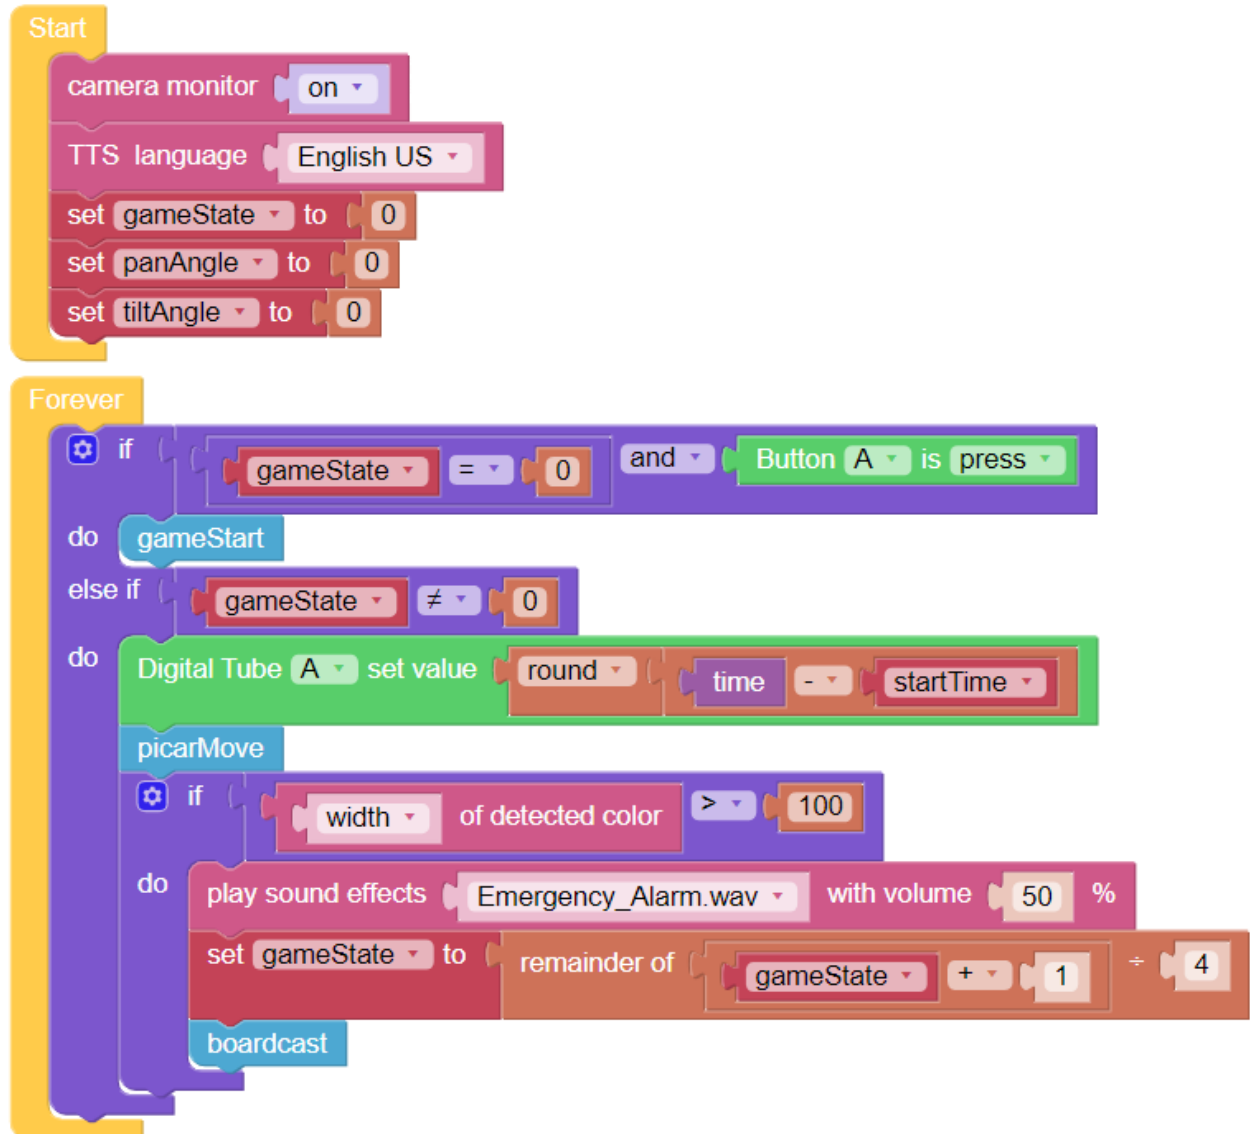 Start
camera monitor on
TTS language English US
set gameState to 0
set panAngle to 0
set tiltAngle to 0
Forever
if gameState = 0 and Button A is press
do gameStart
else if gameState ≠ 0
do Digital Tube A set value round time - startTime
picarMove
if width of detected color > 100
do play sound effects Emergency_Alarm.wav with volume 50 %
set gameState to remainder of gameState + 1 ÷ 4
boardcast